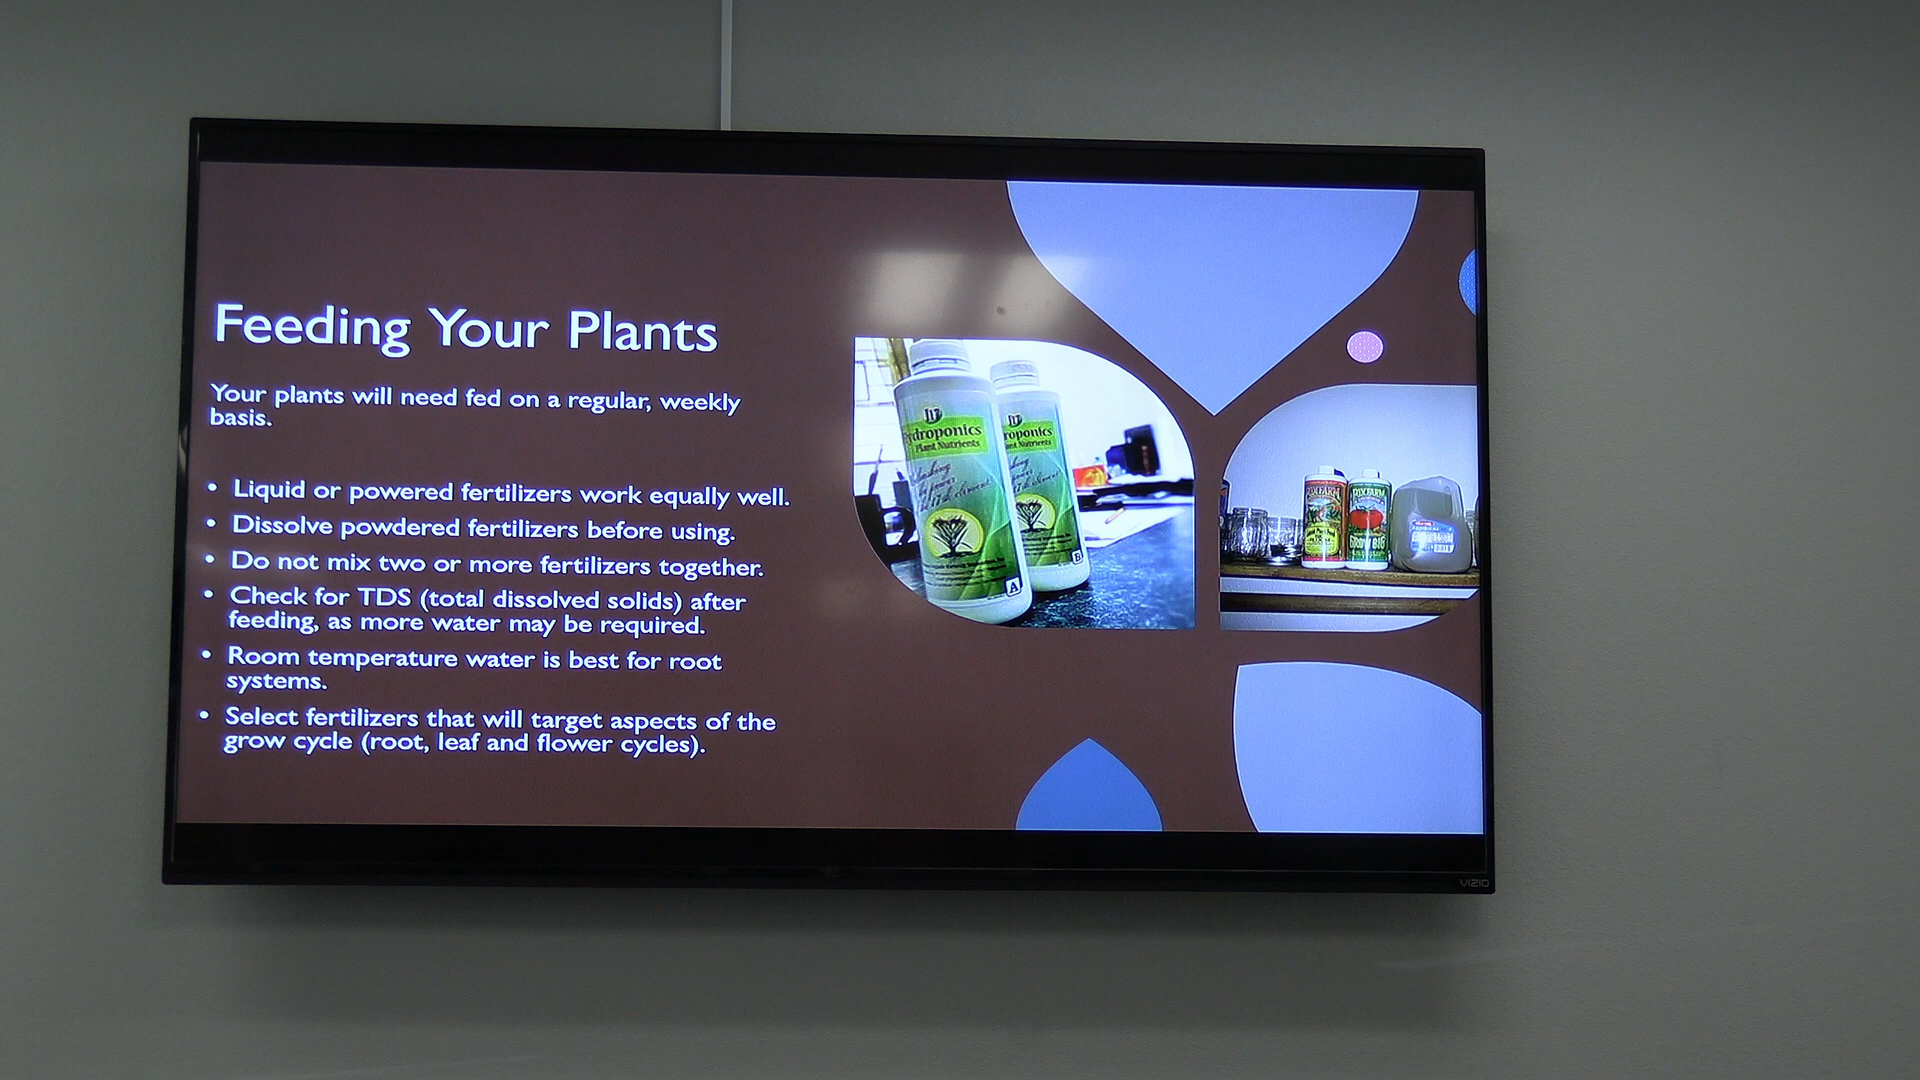 Feeding Your Plants
Your plants will need fed on a regular, weekly
basis.
• Liquid or powered fertilizers work equally well.
• Dissolve powdered fertilizers before using.
• Do not mix two or more fertilizers together.
• Check for TDS (total dissolved solids) after
feeding, as more water may be required.
• Room temperature water is best for root
systems.
• Select fertilizers that will target aspects of the
grow cycle (root, leaf and flower cycles).
droponics
Plant Nutrients
A
roponics
Nutrients
B
FOXFARM
FOXFARM
GROW BIG
VIZIO